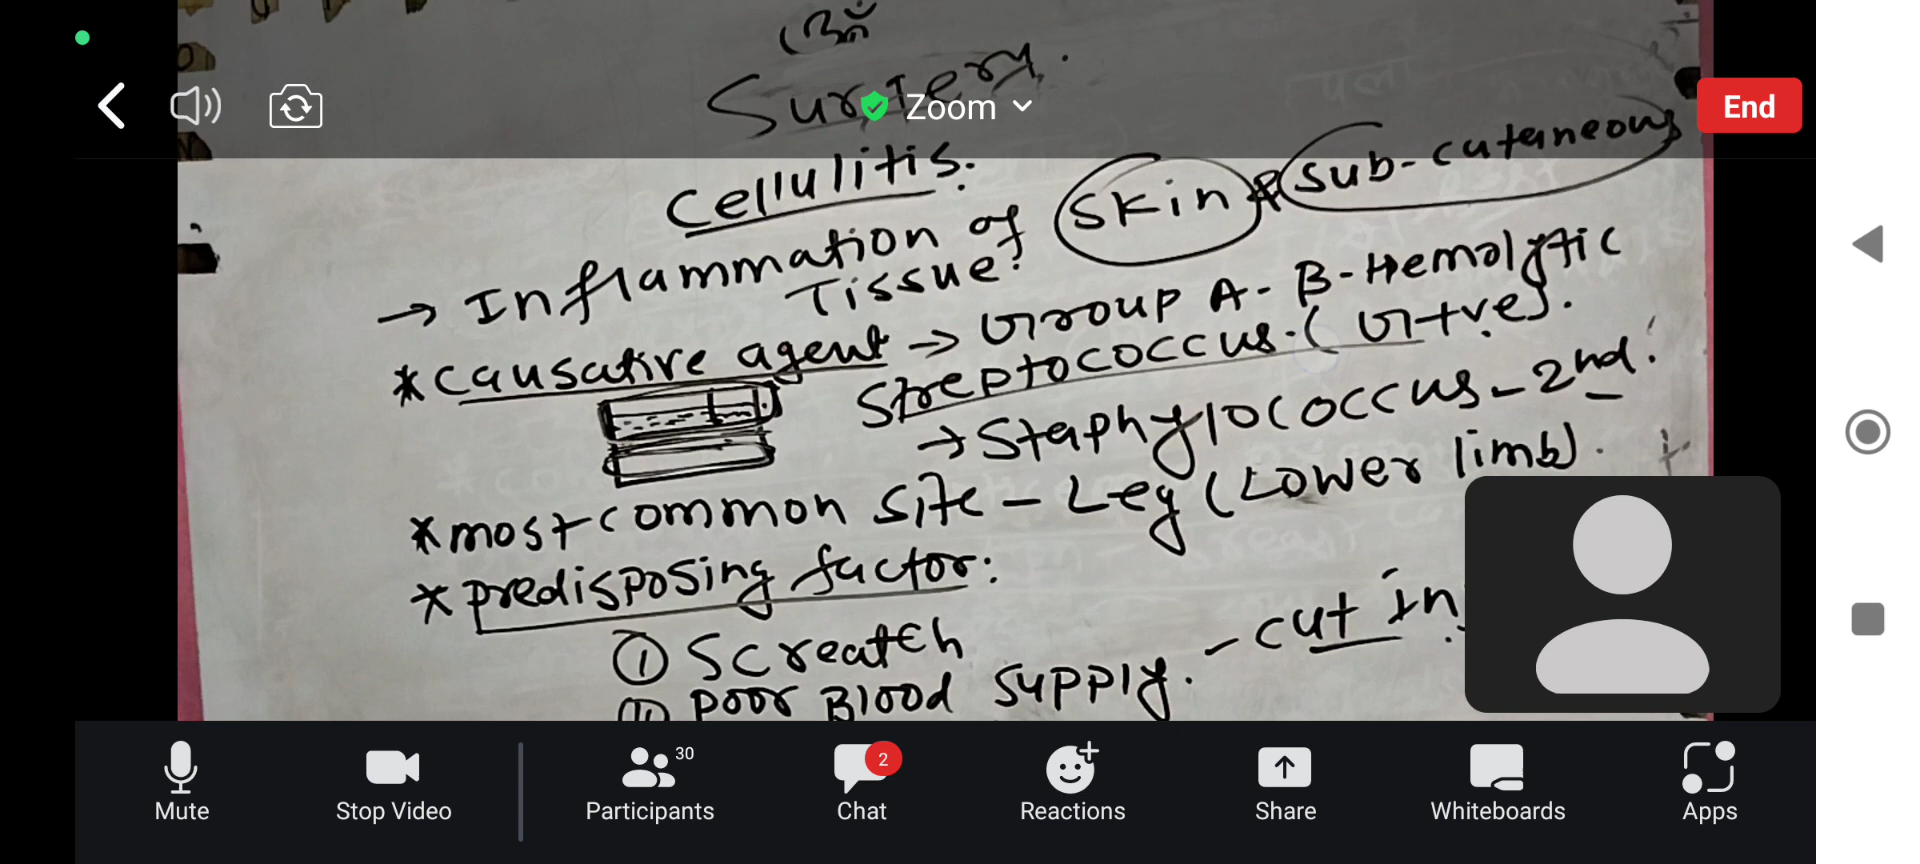 Surgery.
Zoom
End
Cellulitis.
→ Inflammation of skin & sub-cutaneous
Tissue.
* causative agent → Group A-β-Hemolytic
Streptococcus. (G+ve).
→ Staphylococcus - 2nd.
* most common site - Leg (Lower limb).
* predisposing factor:
① Screatch - cut in
② poor Blood supply.
30
2
Mute
Stop Video
Participants
Chat
Reactions
Share
Whiteboards
Apps